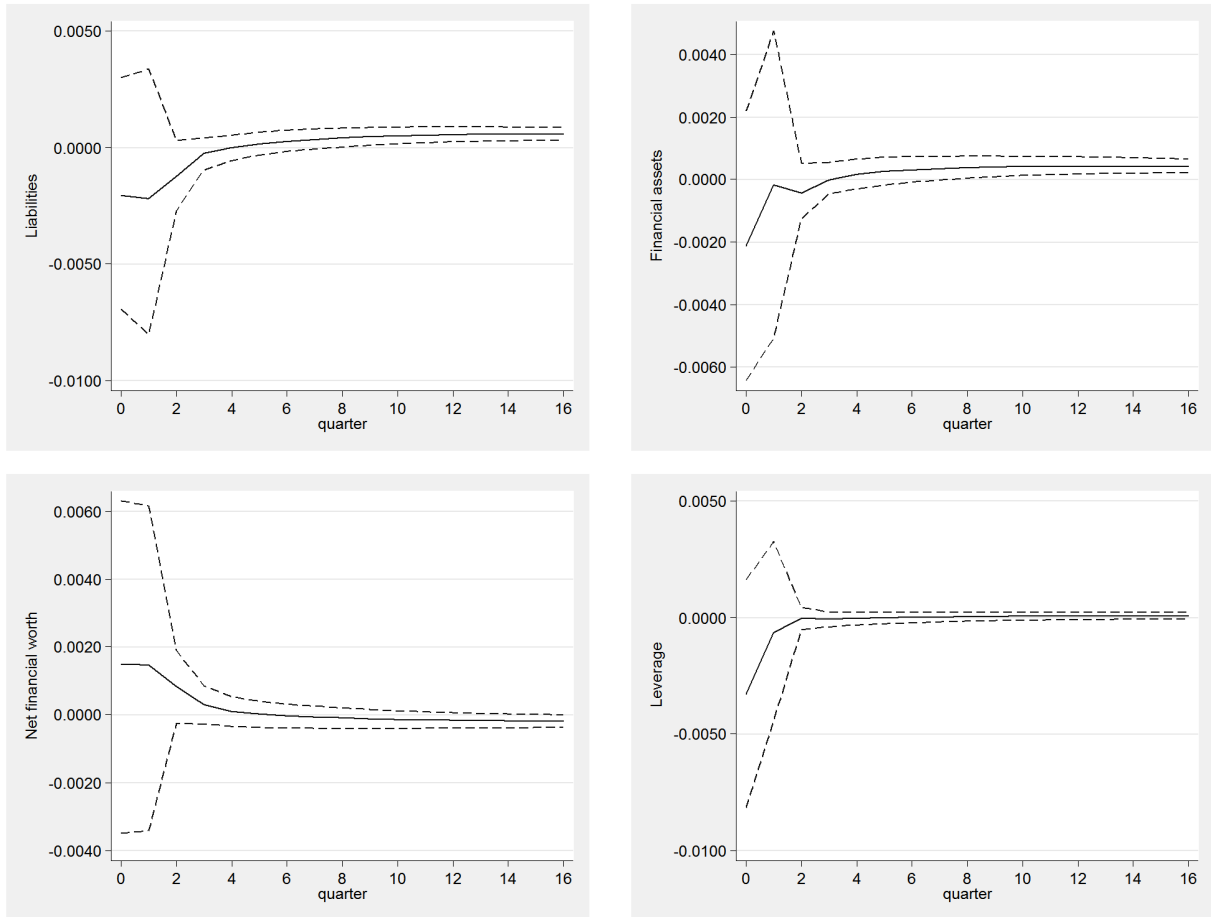 0.0050
0.0000
-0.0050
-0.0100
Liabilities
0 2 4 6 8 10 12 14 16
quarter
0.0040
0.0020
0.0000
-0.0020
-0.0040
-0.0060
Financial assets
0 2 4 6 8 10 12 14 16
quarter
0.0060
0.0040
0.0020
0.0000
-0.0020
-0.0040
Net financial worth
0 2 4 6 8 10 12 14 16
quarter
0.0050
0.0000
-0.0050
-0.0100
Leverage
0 2 4 6 8 10 12 14 16
quarter